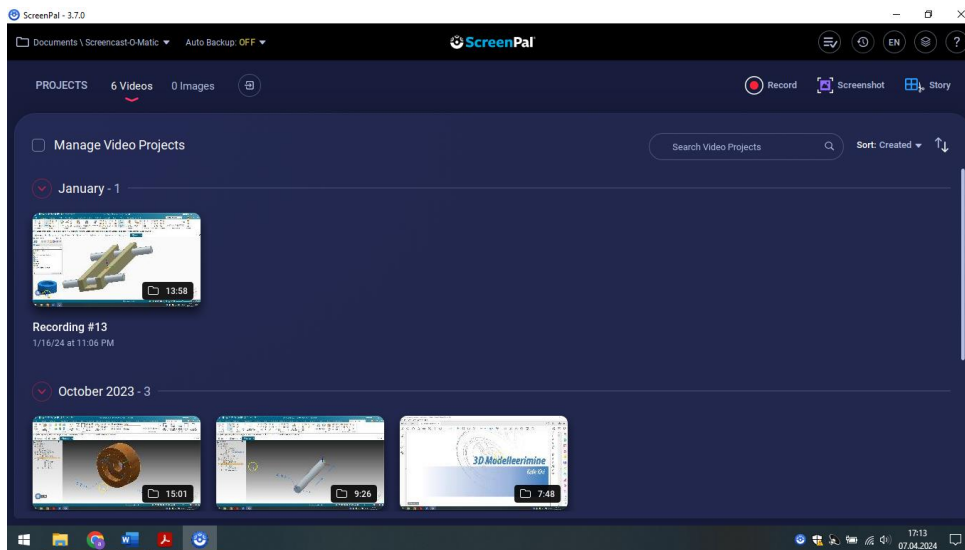 ScreenPal - 3.7.0
Documents \ Screencast-O-Matic Auto Backup: OFF ScreenPal EN ?
PROJECTS 6 Videos 0 Images Record Screenshot Story
Manage Video Projects Search Video Projects Sort: Created
January - 1
13:58
Recording #13
1/16/24 at 11:06 PM
October 2023 - 3
3D Modelleerimine
15:01 9:26 7:48
17:13
07.04.2024